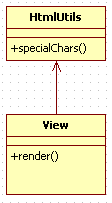 HtmlUtils
+specialChars()
View
+render()